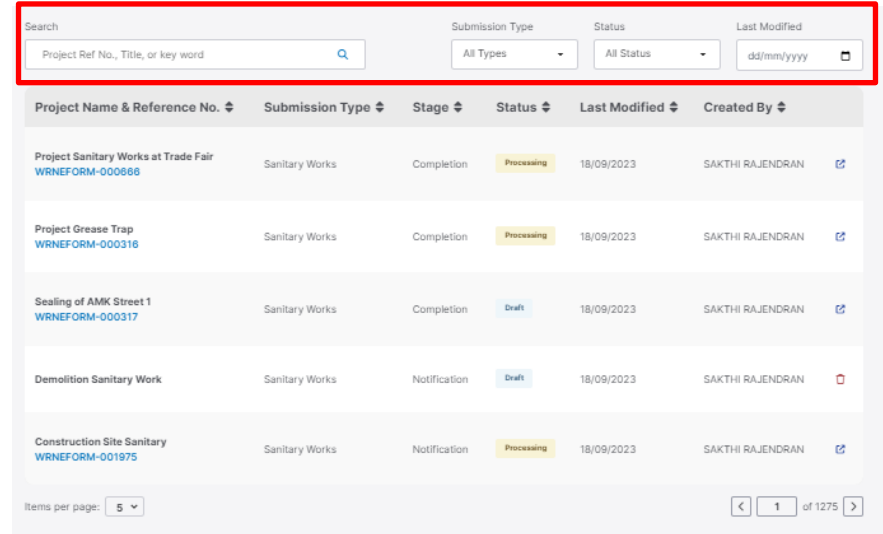 Search Submission Type Status Last Modified
Project Ref No., Title, or key word All Types All Status dd/mm/yyyy
Project Name & Reference No. Submission Type Stage Status Last Modified Created By
Project Sanitary Works at Trade Fair
WRNEFORM-000666 Sanitary Works Completion Processing 18/09/2023 SAKTHI RAJENDRAN
Project Grease Trap
WRNEFORM-000316 Sanitary Works Completion Processing 18/09/2023 SAKTHI RAJENDRAN
Sealing of AMK Street 1
WRNEFORM-000317 Sanitary Works Completion Draft 18/09/2023 SAKTHI RAJENDRAN
Demolition Sanitary Work Sanitary Works Notification Draft 18/09/2023 SAKTHI RAJENDRAN
Construction Site Sanitary
WRNEFORM-001975 Sanitary Works Notification Processing 18/09/2023 SAKTHI RAJENDRAN
Items per page: 5 1 of 1275